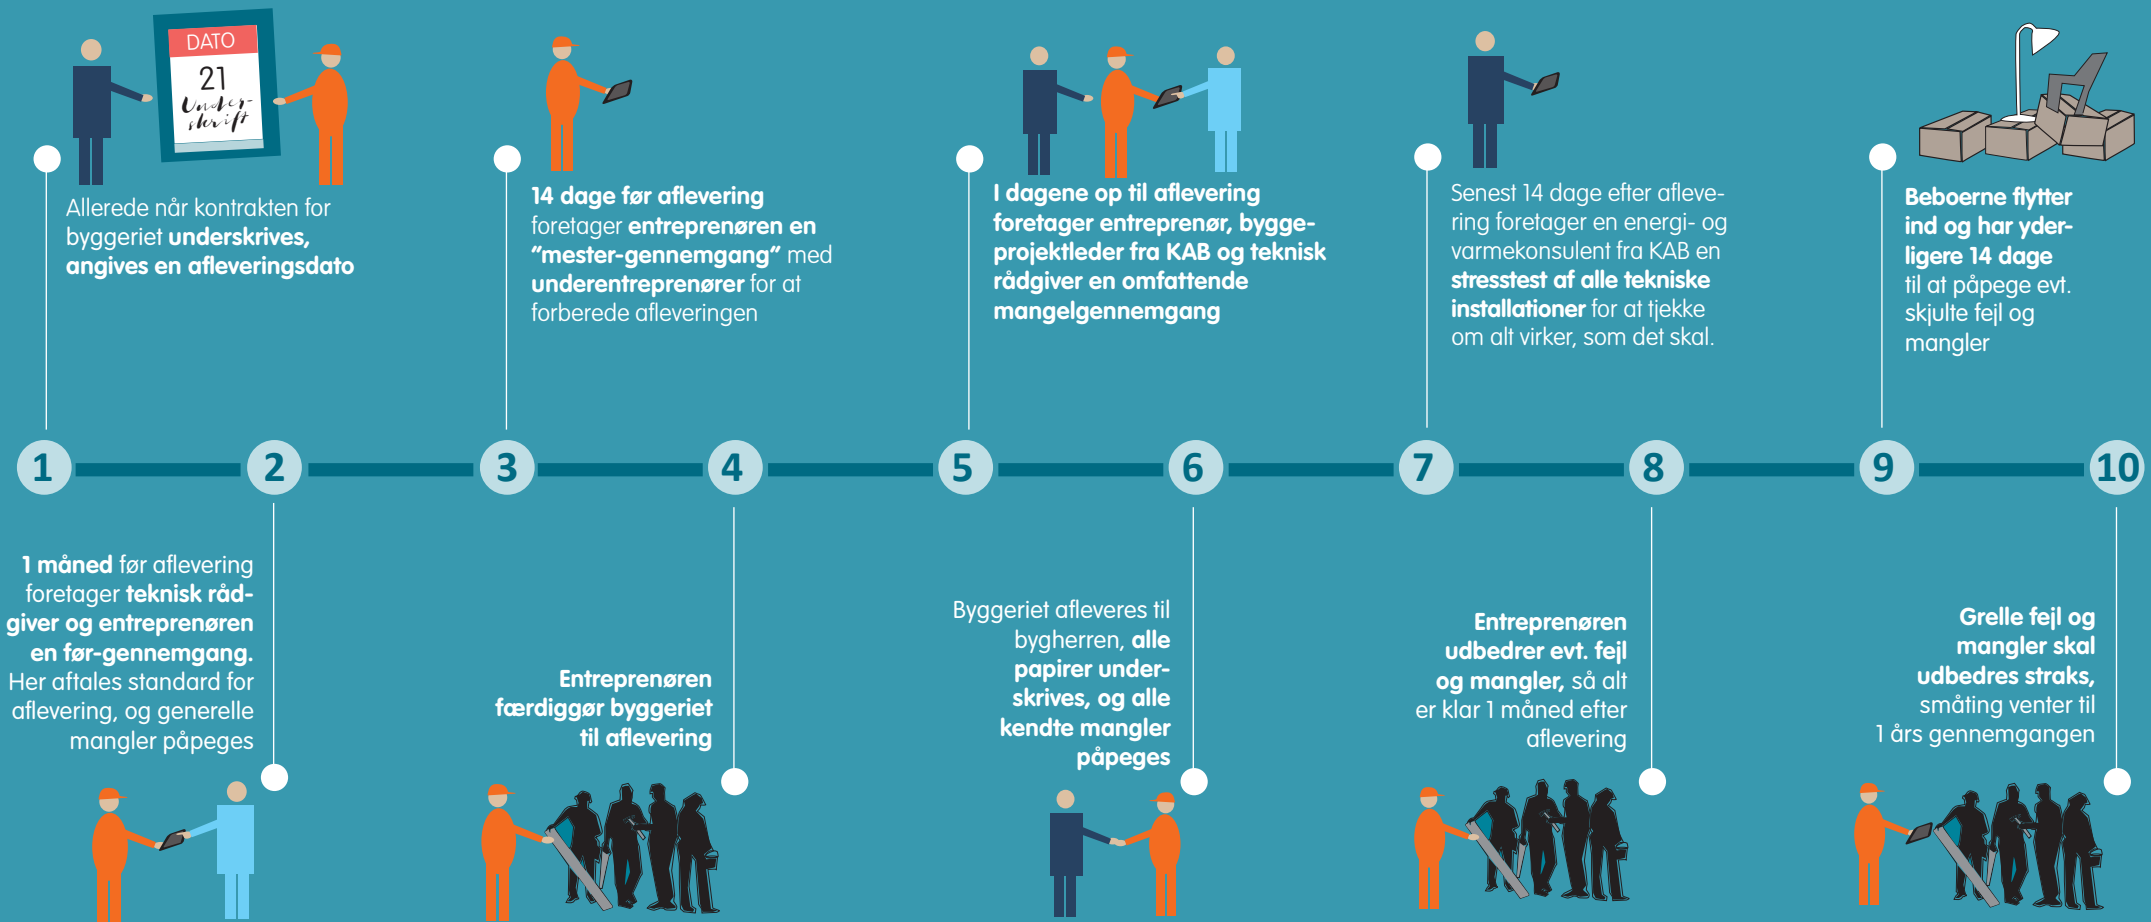 DATO
21
Under-
skrift
Allerede når kontrakten for
byggeriet underskrives,
angives en afleveringsdato
14 dage før aflevering
foretager entreprenøren en
”mester-gennemgang” med
underentreprenører for at
forberede afleveringen
I dagene op til aflevering
foretager entreprenør, bygge-
projektleder fra KAB og teknisk
rådgiver en omfattende
mangelgennemgang
Senest 14 dage efter afleve-
ring foretager en energi- og
varmekonsulent fra KAB en
stresstest af alle tekniske
installationer for at tjekke
om alt virker, som det skal.
Beboerne flytter
ind og har yder-
ligere 14 dage
til at påpege evt.
skjulte fejl og
mangler
1 2 3 4 5 6 7 8 9 10
1 måned før aflevering
foretager teknisk råd-
giver og entreprenøren
en før-gennemgang.
Her aftales standard for
aflevering, og generelle
mangler påpeges
Entreprenøren
færdiggør byggeriet
til aflevering
Byggeriet afleveres til
bygherren, alle
papirer under-
skrives, og alle
kendte mangler
påpeges
Entreprenøren
udbedrer evt. fejl
og mangler, så alt
er klar 1 måned efter
aflevering
Grelle fejl og
mangler skal
udbedres straks,
småting venter til
1 års gennemgangen